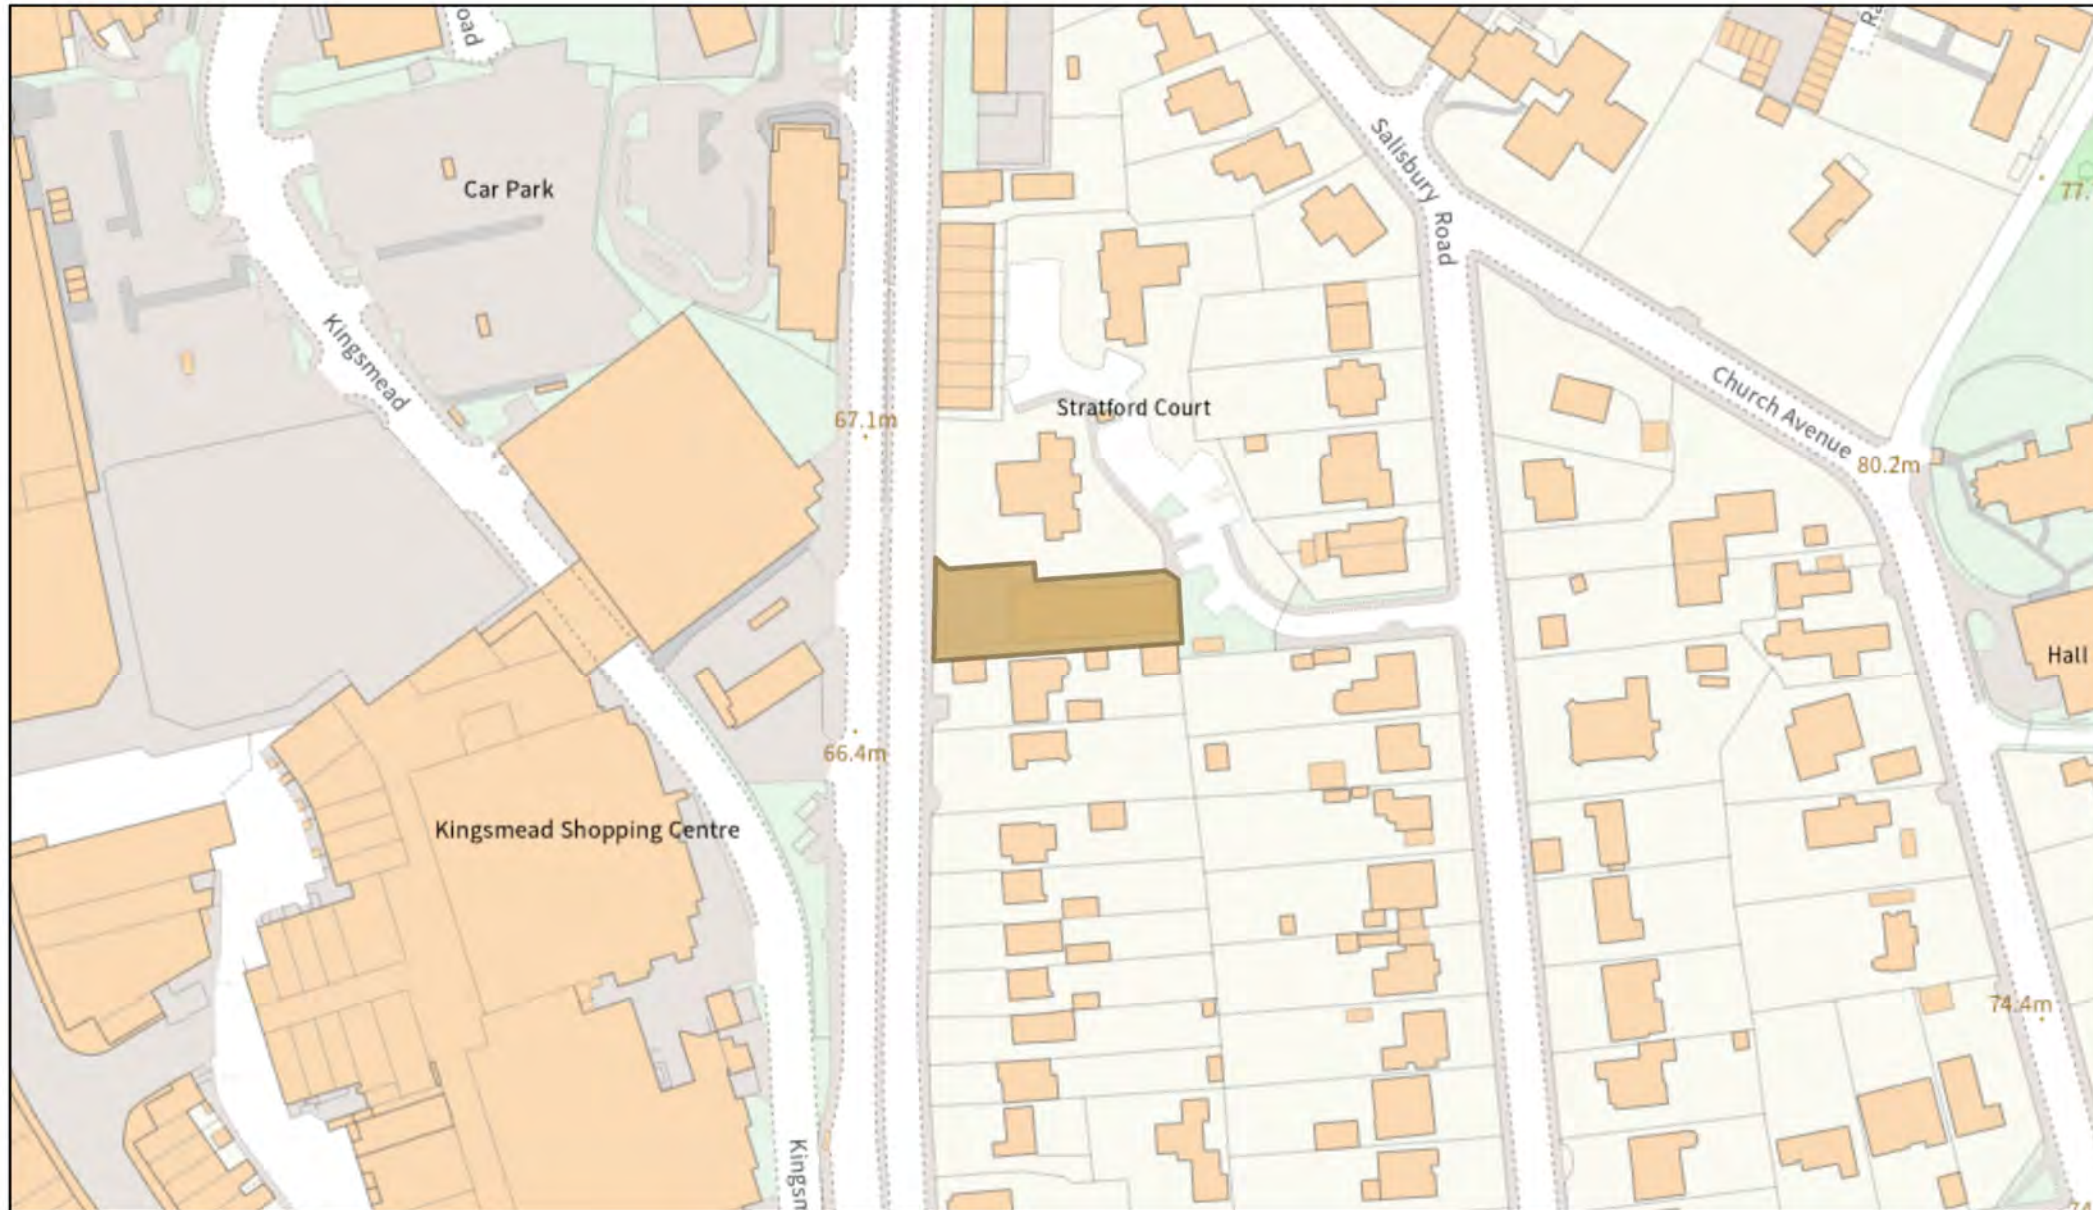 oad
Car Park
Salisbury Road
77.
Kingsmead
Church Avenue
67.1m
Stratford Court
80.2m
Hall
66.4m
Kingsmead Shopping Centre
74.4m
Kingsm